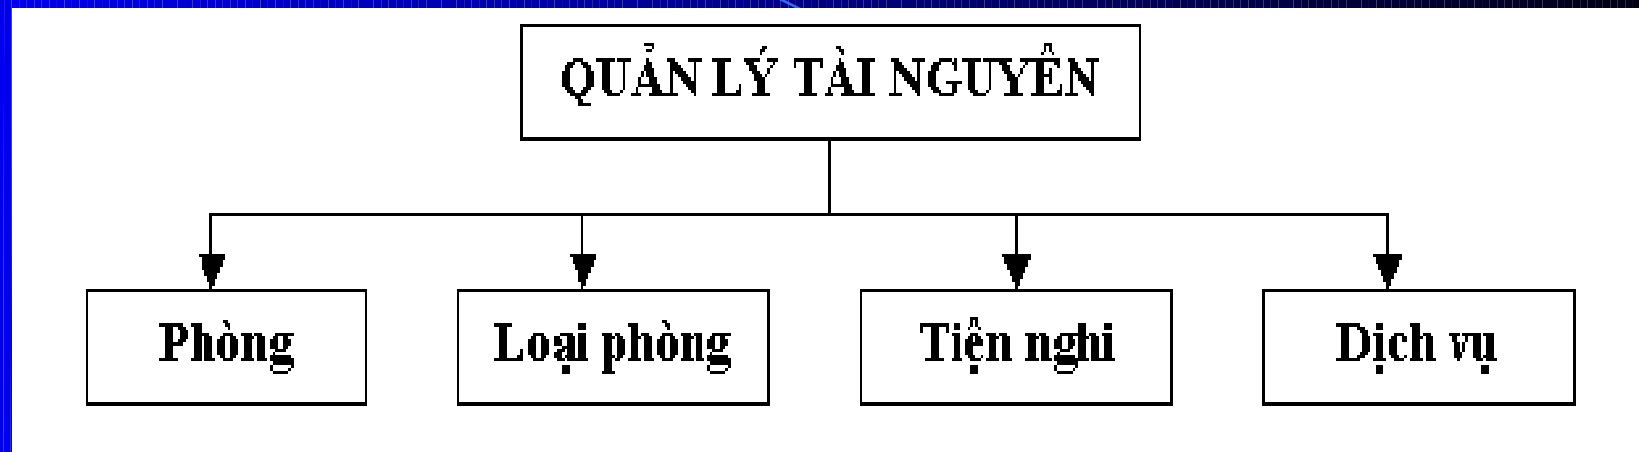 QUẢN LÝ TÀI NGUYÊN
Phòng
Loại phòng
Tiện nghi
Dịch vụ